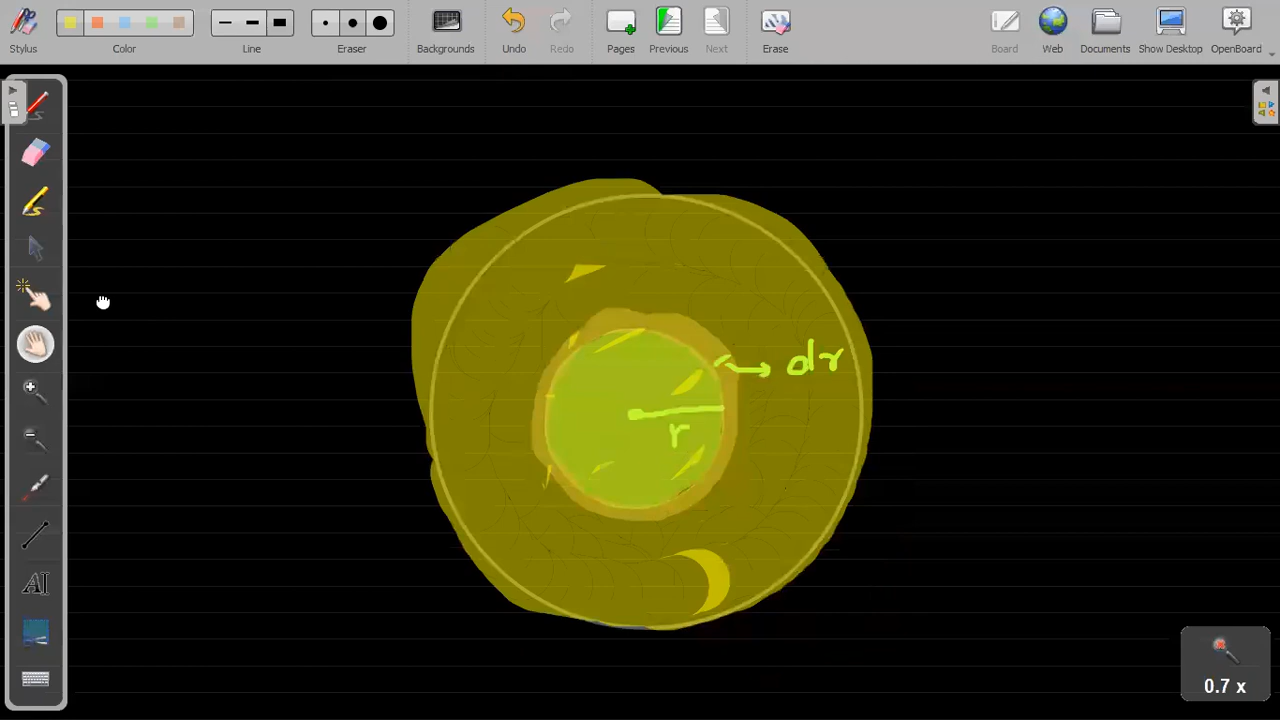 Stylus Color Line Eraser Backgrounds Undo Redo Pages Previous Next Erase Board Web Documents Show Desktop OpenBoard
dr
r
AI
0.7 x